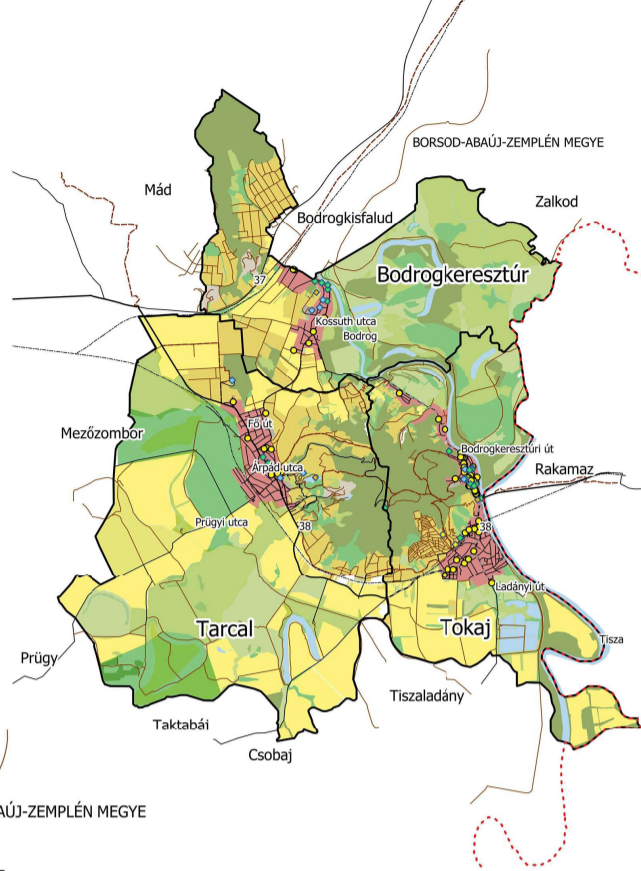 BORSOD-ABAÚJ-ZEMPLÉN MEGYE
Mád
Zalkod
Bodrogkisfalud
Bodrogkeresztúr
37
Kossuth utca
Bodrog
Fő út
Mezőzombor
Bodrogkeresztúri út
Árpád utca
Rakamaz
Prügyi utca
38
38
Ladányi út
Tarcal
Tokaj
Tisza
Prügy
Tiszaladány
Taktabáj
Csobaj
AÚJ-ZEMPLÉN MEGYE